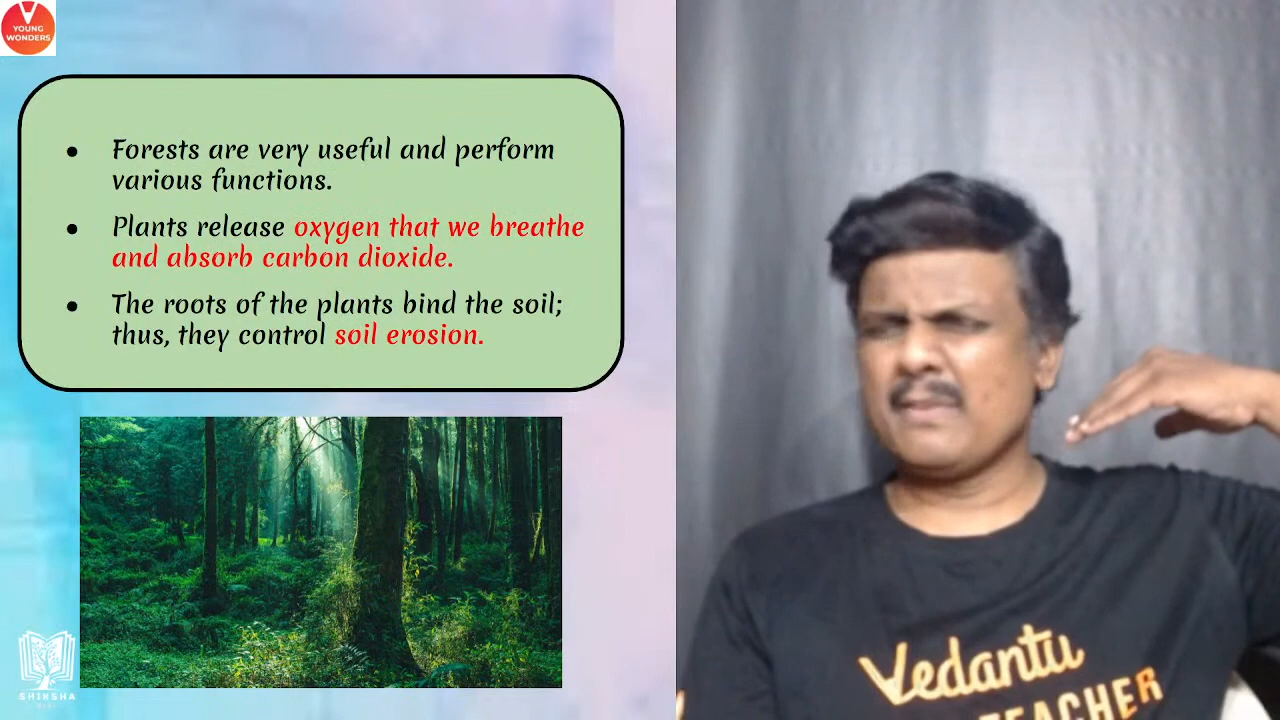 YOUNG
WONDERS
Forests are very useful and perform
various functions.
Plants release oxygen that we breathe
and absorb carbon dioxide.
The roots of the plants bind the soil;
thus, they control soil erosion.
SHIKSHA
Vedantu
TEACHER